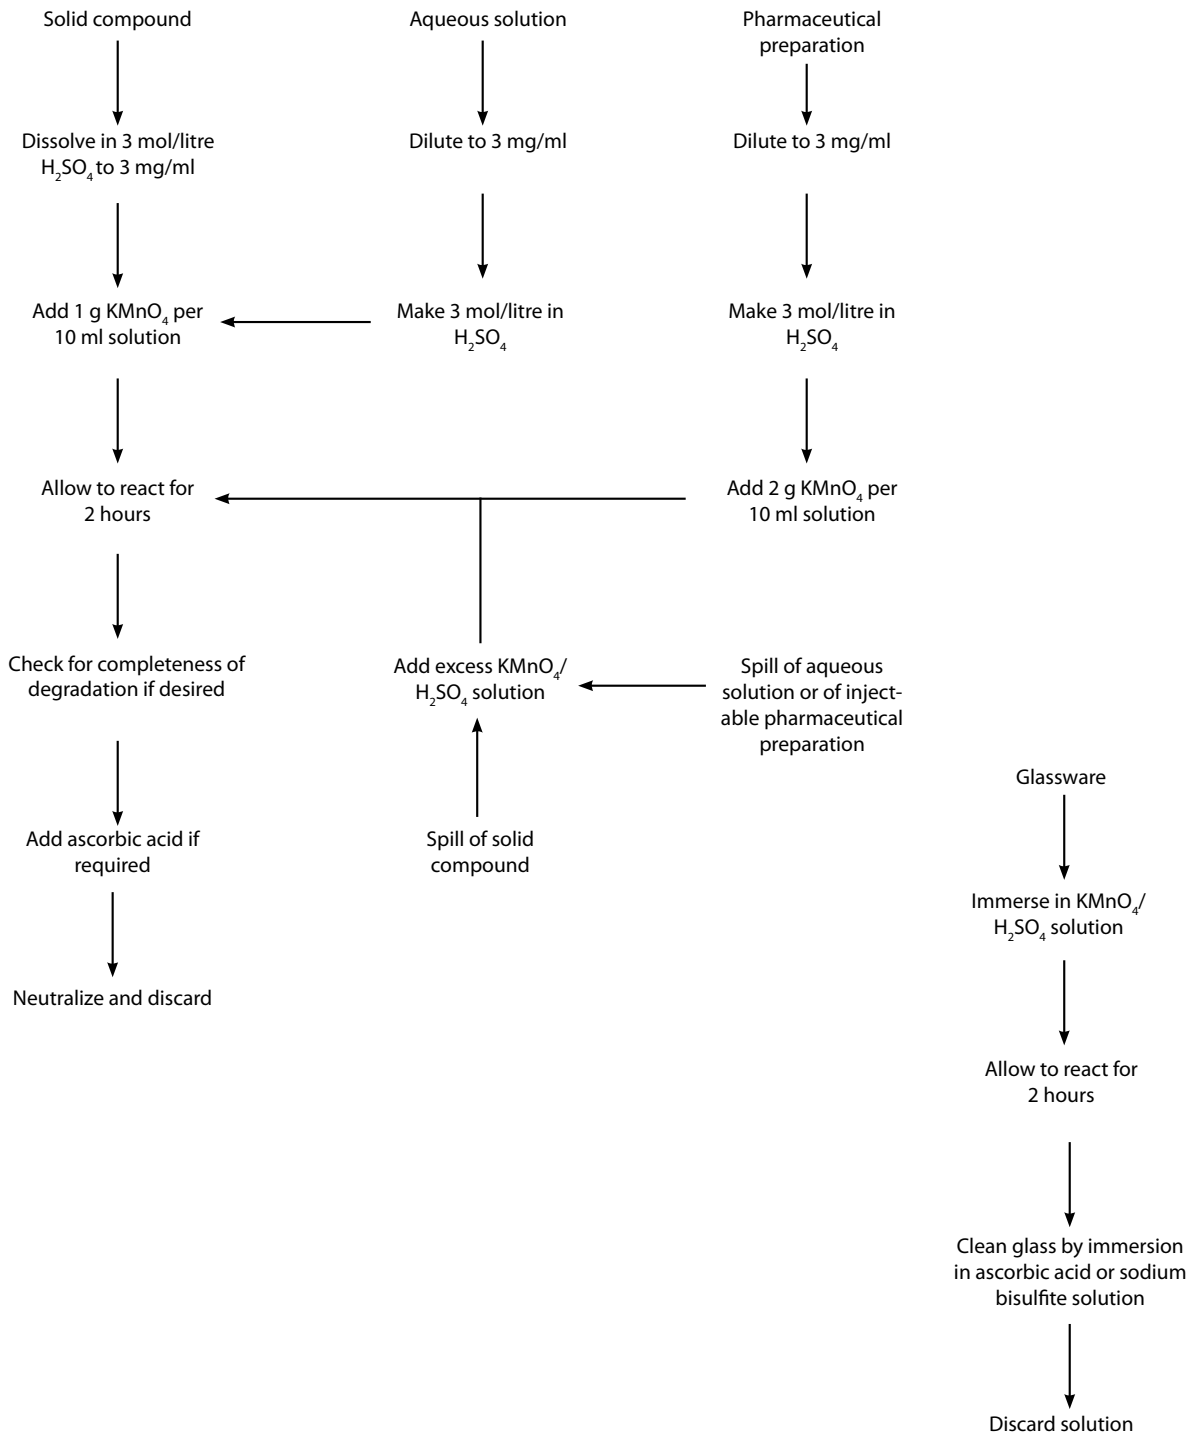 Solid compound
Aqueous solution
Pharmaceutical
preparation
Dissolve in 3 mol/litre
H₂SO₄ to 3 mg/ml
Dilute to 3 mg/ml
Dilute to 3 mg/ml
Add 1 g KMnO₄ per
10 ml solution
Make 3 mol/litre in
H₂SO₄
Make 3 mol/litre in
H₂SO₄
Allow to react for
2 hours
Add 2 g KMnO₄ per
10 ml solution
Check for completeness of
degradation if desired
Add excess KMnO₄/
H₂SO₄ solution
Spill of aqueous
solution or of inject-
able pharmaceutical
preparation
Add ascorbic acid if
required
Spill of solid
compound
Neutralize and discard
Glassware
Immerse in KMnO₄/
H₂SO₄ solution
Allow to react for
2 hours
Clean glass by immersion
in ascorbic acid or sodium
bisulfite solution
Discard solution